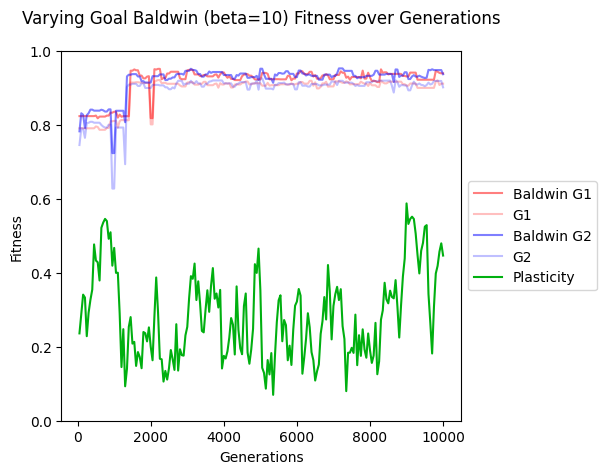 Varying Goal Baldwin (beta=10) Fitness over Generations
1.0
0.8
0.6
0.4
0.2
0.0
Fitness
0
2000
4000
6000
8000
10000
Generations
Baldwin G1
G1
Baldwin G2
G2
Plasticity